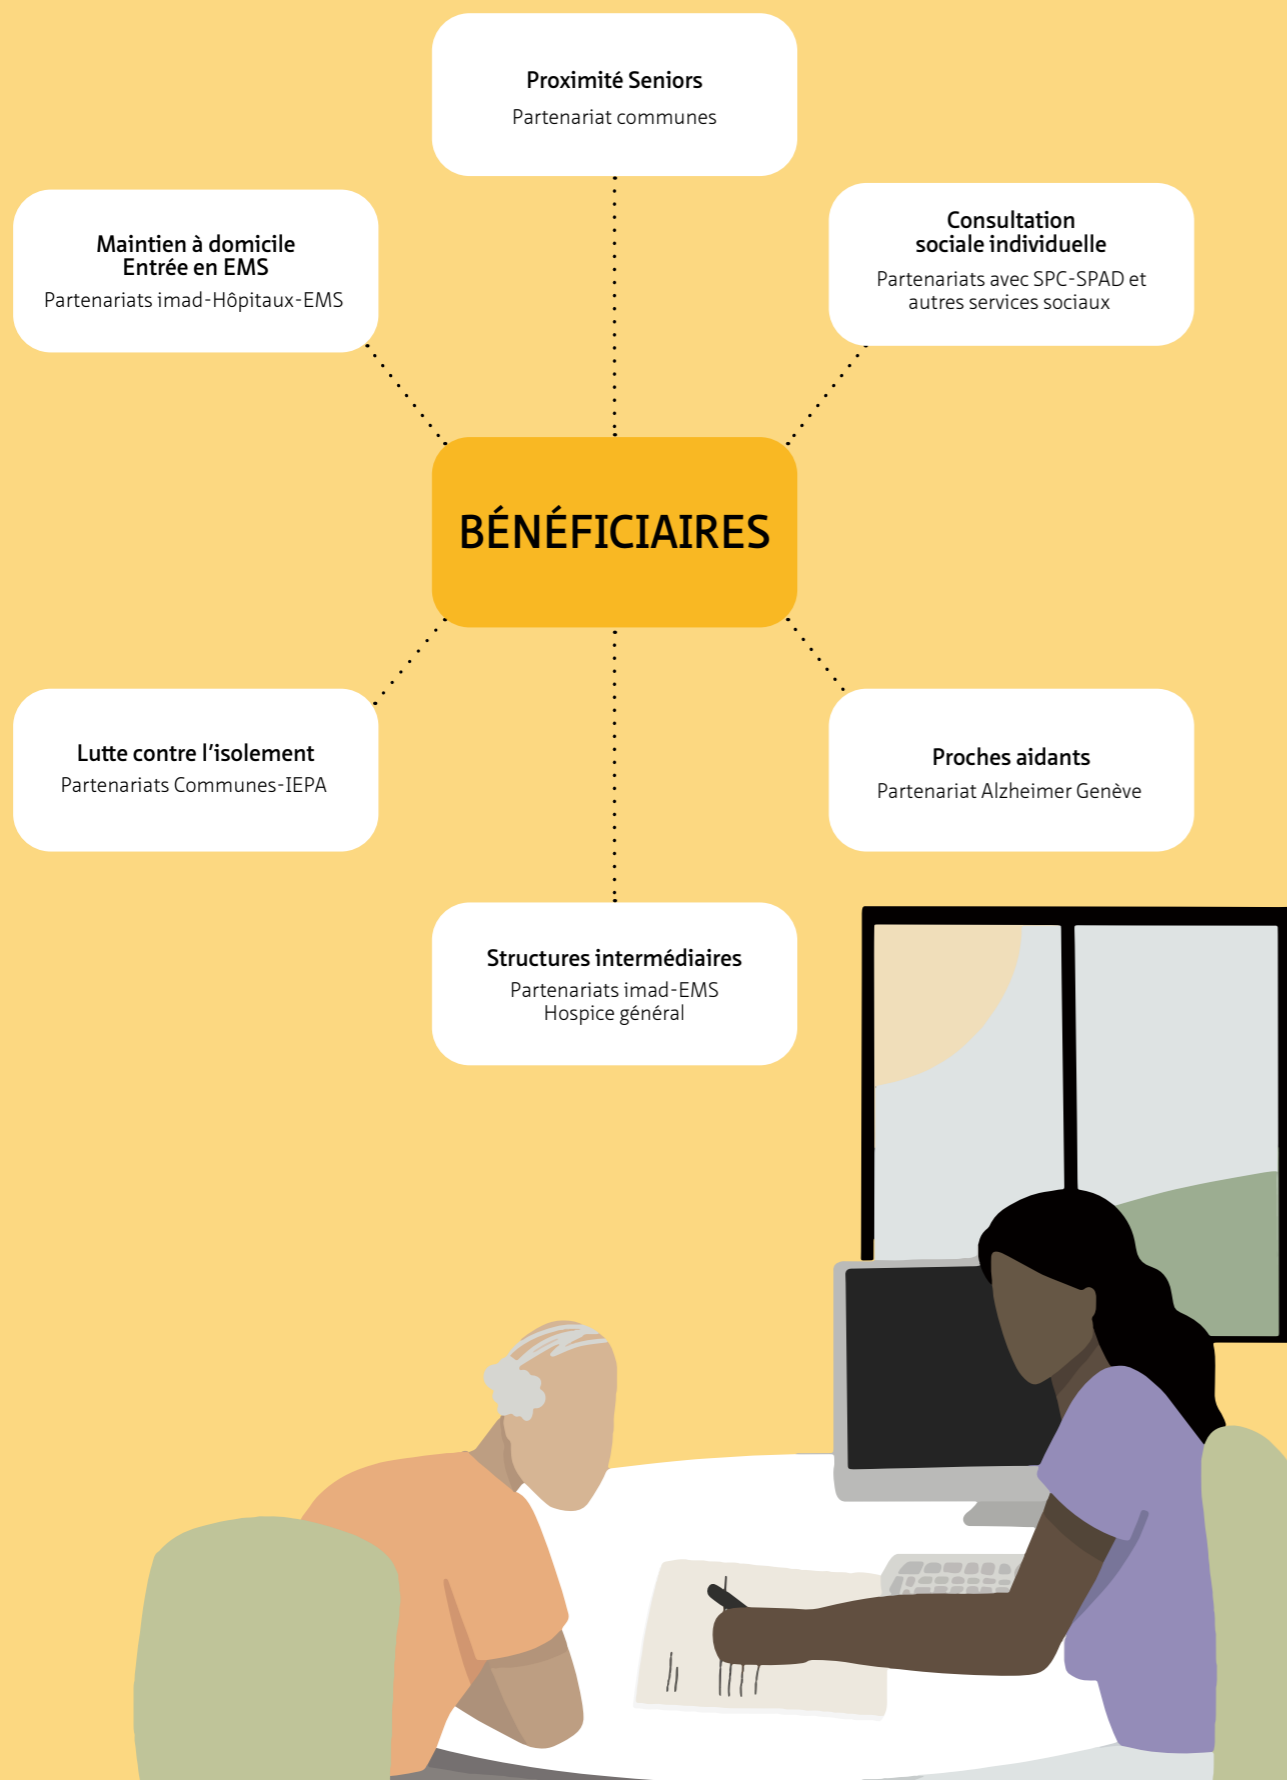 Proximité Seniors
Partenariat communes
Maintien à domicile
Entrée en EMS
Partenariats imad-Hôpitaux-EMS
Consultation
sociale individuelle
Partenariats avec SPC-SPAD et
autres services sociaux
BÉNÉFICIAIRES
Lutte contre l’isolement
Partenariats Communes-IEPA
Proches aidants
Partenariat Alzheimer Genève
Structures intermédiaires
Partenariats imad-EMS
Hospice général